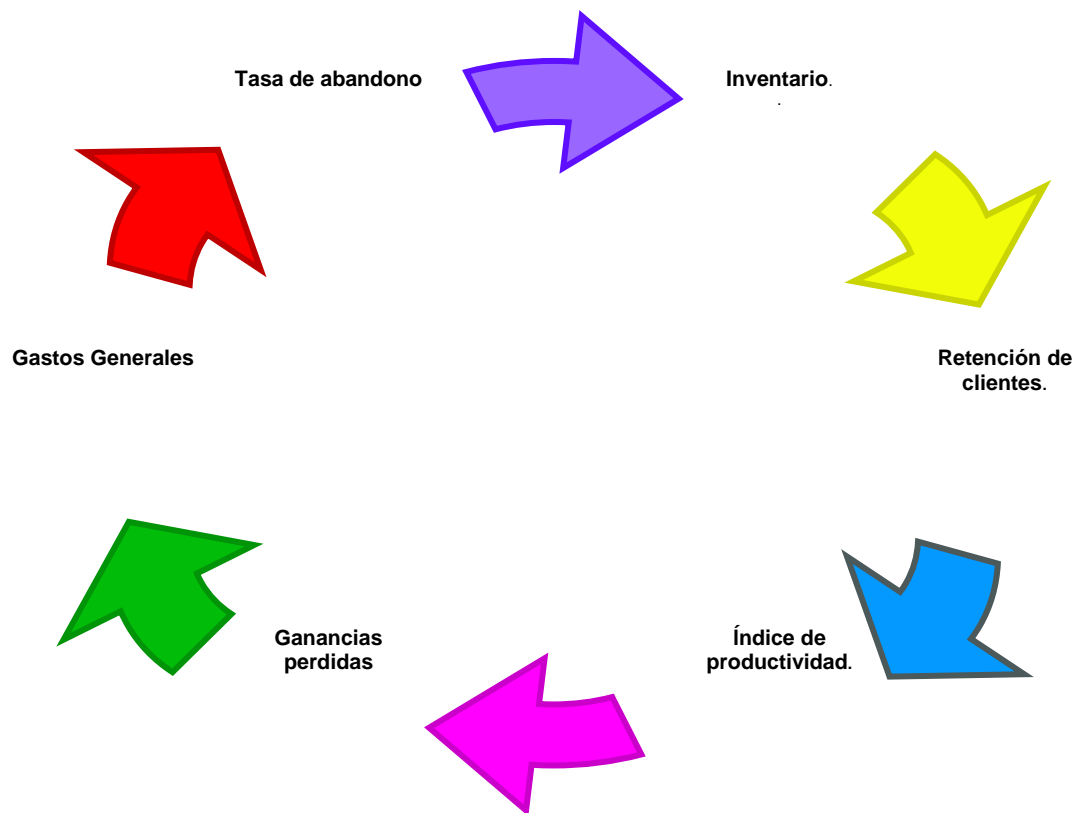 Tasa de abandono
Inventario.
.
Gastos Generales
Retención de
clientes.
Ganancias
perdidas
Índice de
productividad.